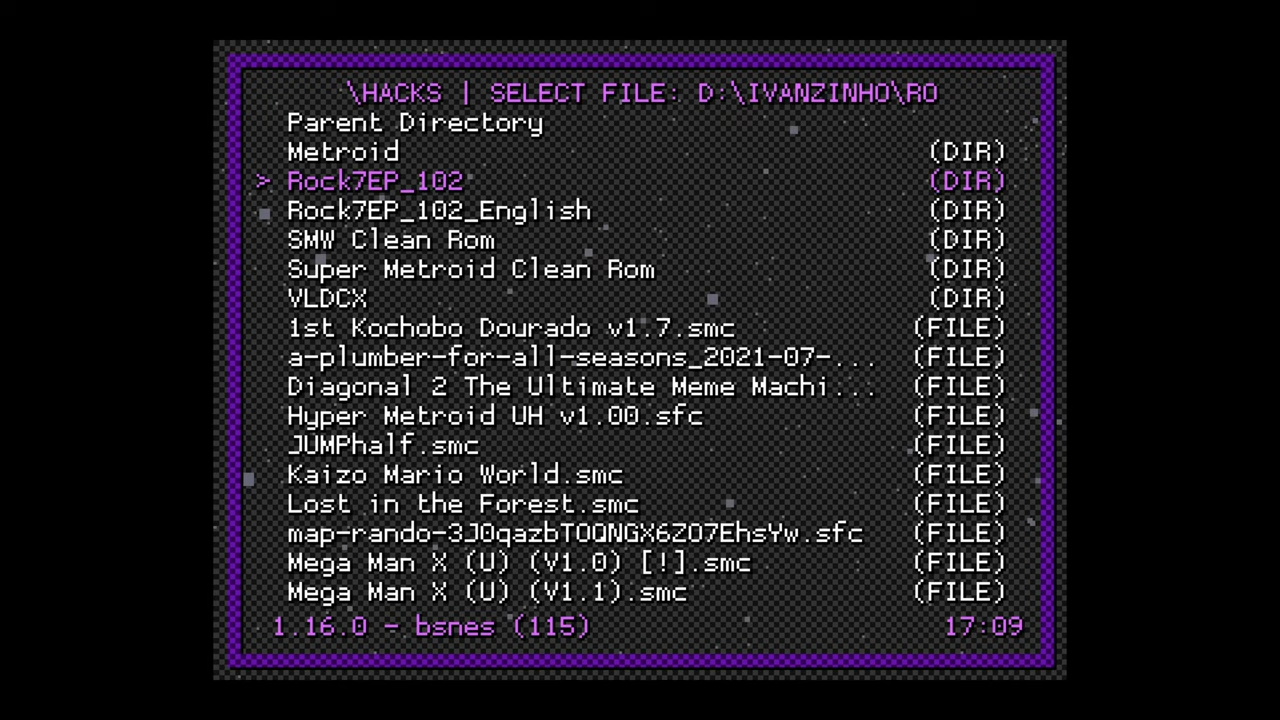 \HACKS | SELECT FILE: D:\IVANZINHO\RO
Parent Directory
Metroid (DIR)
> Rock7EP_102 (DIR)
Rock7EP_102_English (DIR)
SMW Clean Rom (DIR)
Super Metroid Clean Rom (DIR)
VLDCX (DIR)
1st Kochobo Dourado v1.7.smc (FILE)
a-plumber-for-all-seasons_2021-07-... (FILE)
Diagonal 2 The Ultimate Meme Machi... (FILE)
Hyper Metroid UH v1.00.sfc (FILE)
JUMPhalf.smc (FILE)
Kaizo Mario World.smc (FILE)
Lost in the Forest.smc (FILE)
map-rando-3J0qazbTOQNGX6ZO7EhsYw.sfc (FILE)
Mega Man X (U) (V1.0) [!].smc (FILE)
Mega Man X (U) (V1.1).smc (FILE)
1.16.0 - bsnes (115) 17:09